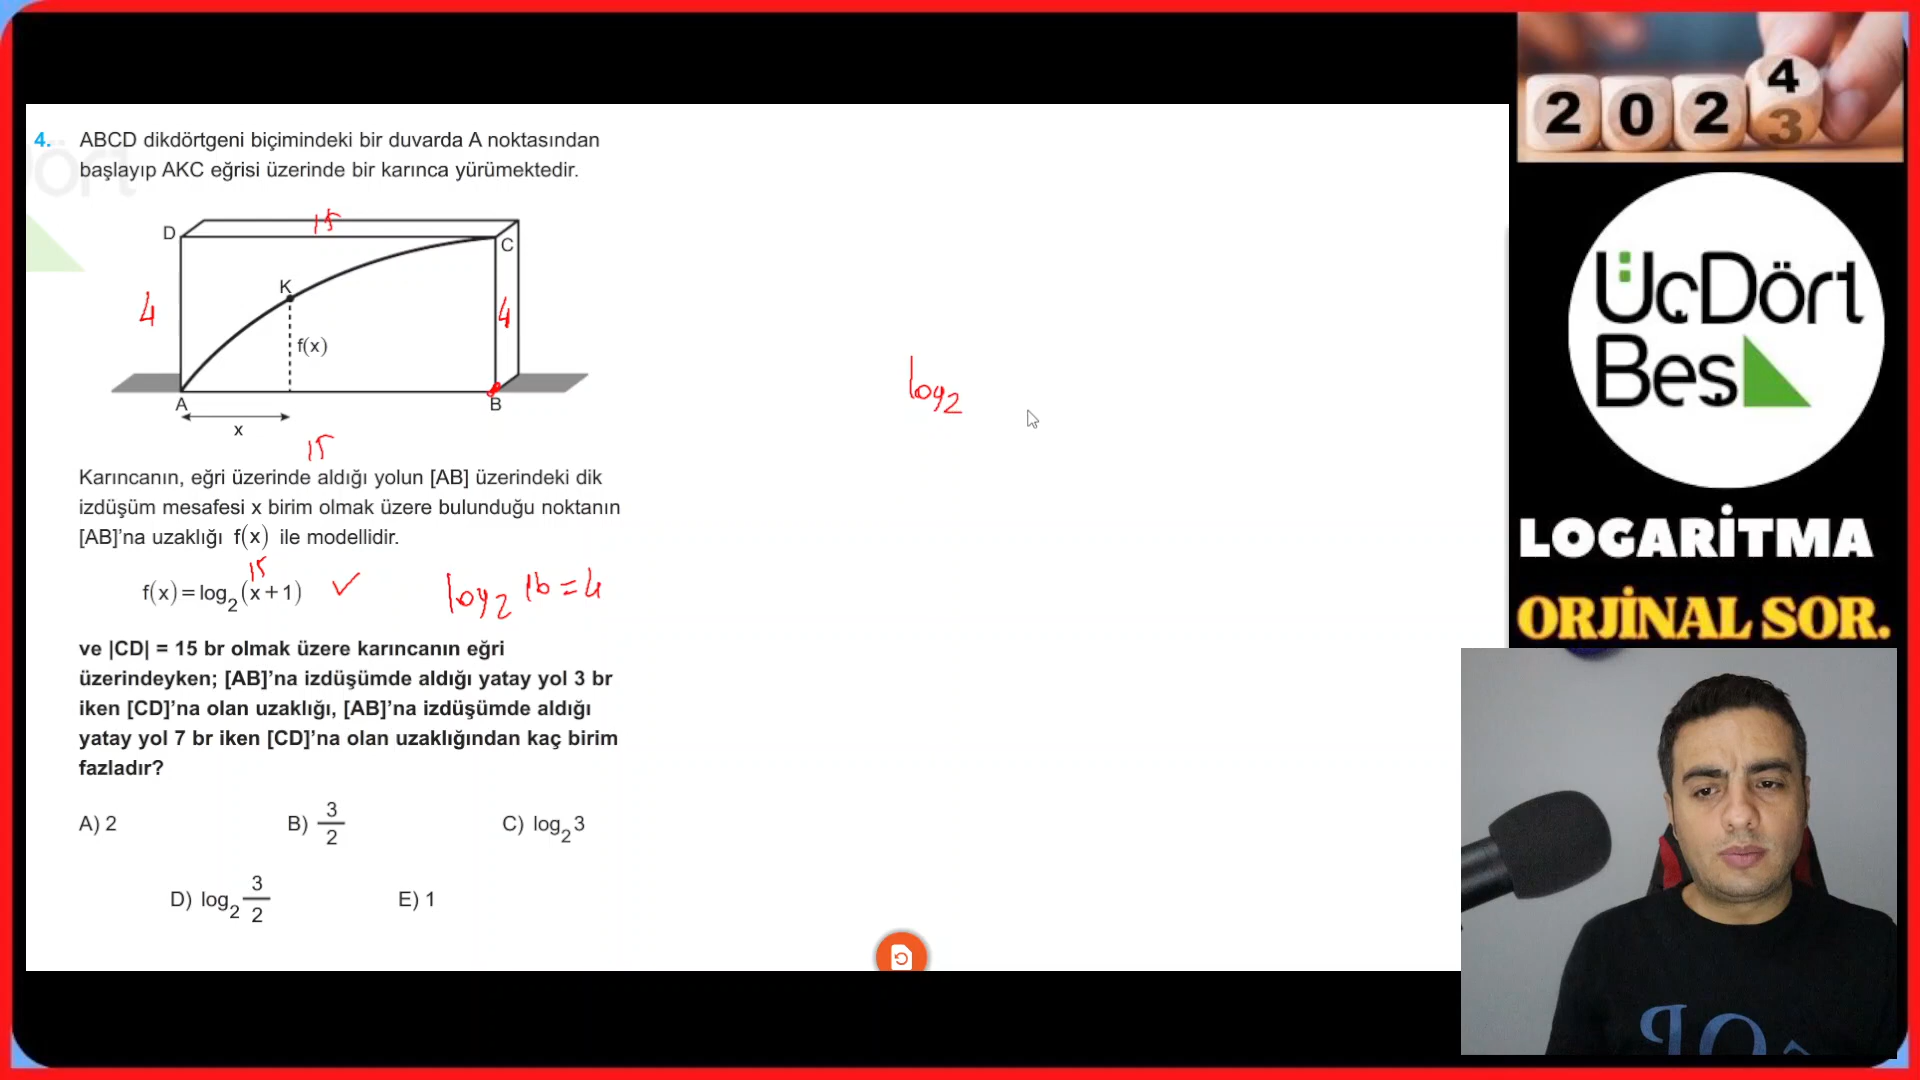 2 0 2 4
3
ÜçDört
Beş
LOGARİTMA
ORJİNAL SOR.
4. ABCD dikdörtgeni biçimindeki bir duvarda A noktasından
başlayıp AKC eğrisi üzerinde bir karınca yürümektedir.
15
D
C
K
4
4
f(x)
A
B
x
15
Karıncanın, eğri üzerinde aldığı yolun [AB] üzerindeki dik
izdüşüm mesafesi x birim olmak üzere bulunduğu noktanın
[AB]’na uzaklığı f(x) ile modellidir.
15
f(x) = log₂(x + 1) ✓ log₂ 16 = 4
ve |CD| = 15 br olmak üzere karıncanın eğri
üzerindeyken; [AB]’na izdüşümde aldığı yatay yol 3 br
iken [CD]’na olan uzaklığı, [AB]’na izdüşümde aldığı
yatay yol 7 br iken [CD]’na olan uzaklığından kaç birim
fazladır?
A) 2 B) 3/2 C) log₂3
D) log₂ 3/2 E) 1
log₂